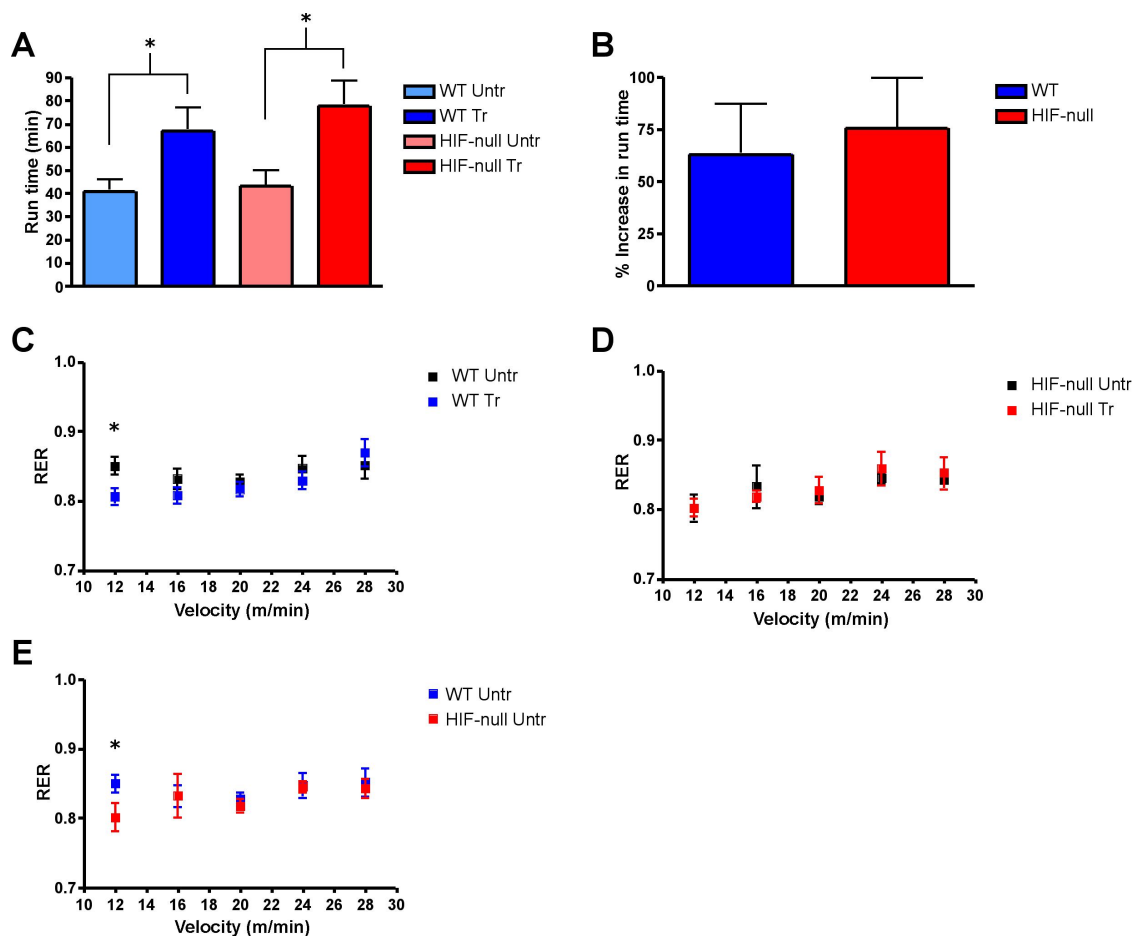 A
*
*
Run time (min)
90
80
70
60
50
40
30
20
10
0
WT Untr
WT Tr
HIF-null Untr
HIF-null Tr
B
% Increase in run time
100
75
50
25
0
WT
HIF-null
C
RER
1.0
0.9
0.8
0.7
*
10 12 14 16 18 20 22 24 26 28 30
Velocity (m/min)
WT Untr
WT Tr
D
RER
1.0
0.9
0.8
0.7
10 12 14 16 18 20 22 24 26 28 30
Velocity (m/min)
HIF-null Untr
HIF-null Tr
E
RER
1.0
0.9
0.8
0.7
*
10 12 14 16 18 20 22 24 26 28 30
Velocity (m/min)
WT Untr
HIF-null Untr